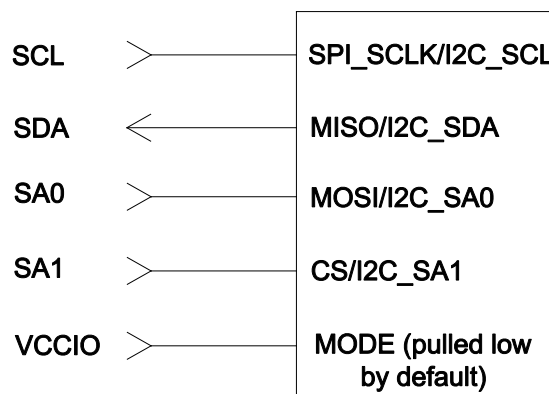 SCL SPI_SCLK/I2C_SCL
SDA MISO/I2C_SDA
SA0 MOSI/I2C_SA0
SA1 CS/I2C_SA1
VCCIO MODE (pulled low
by default)